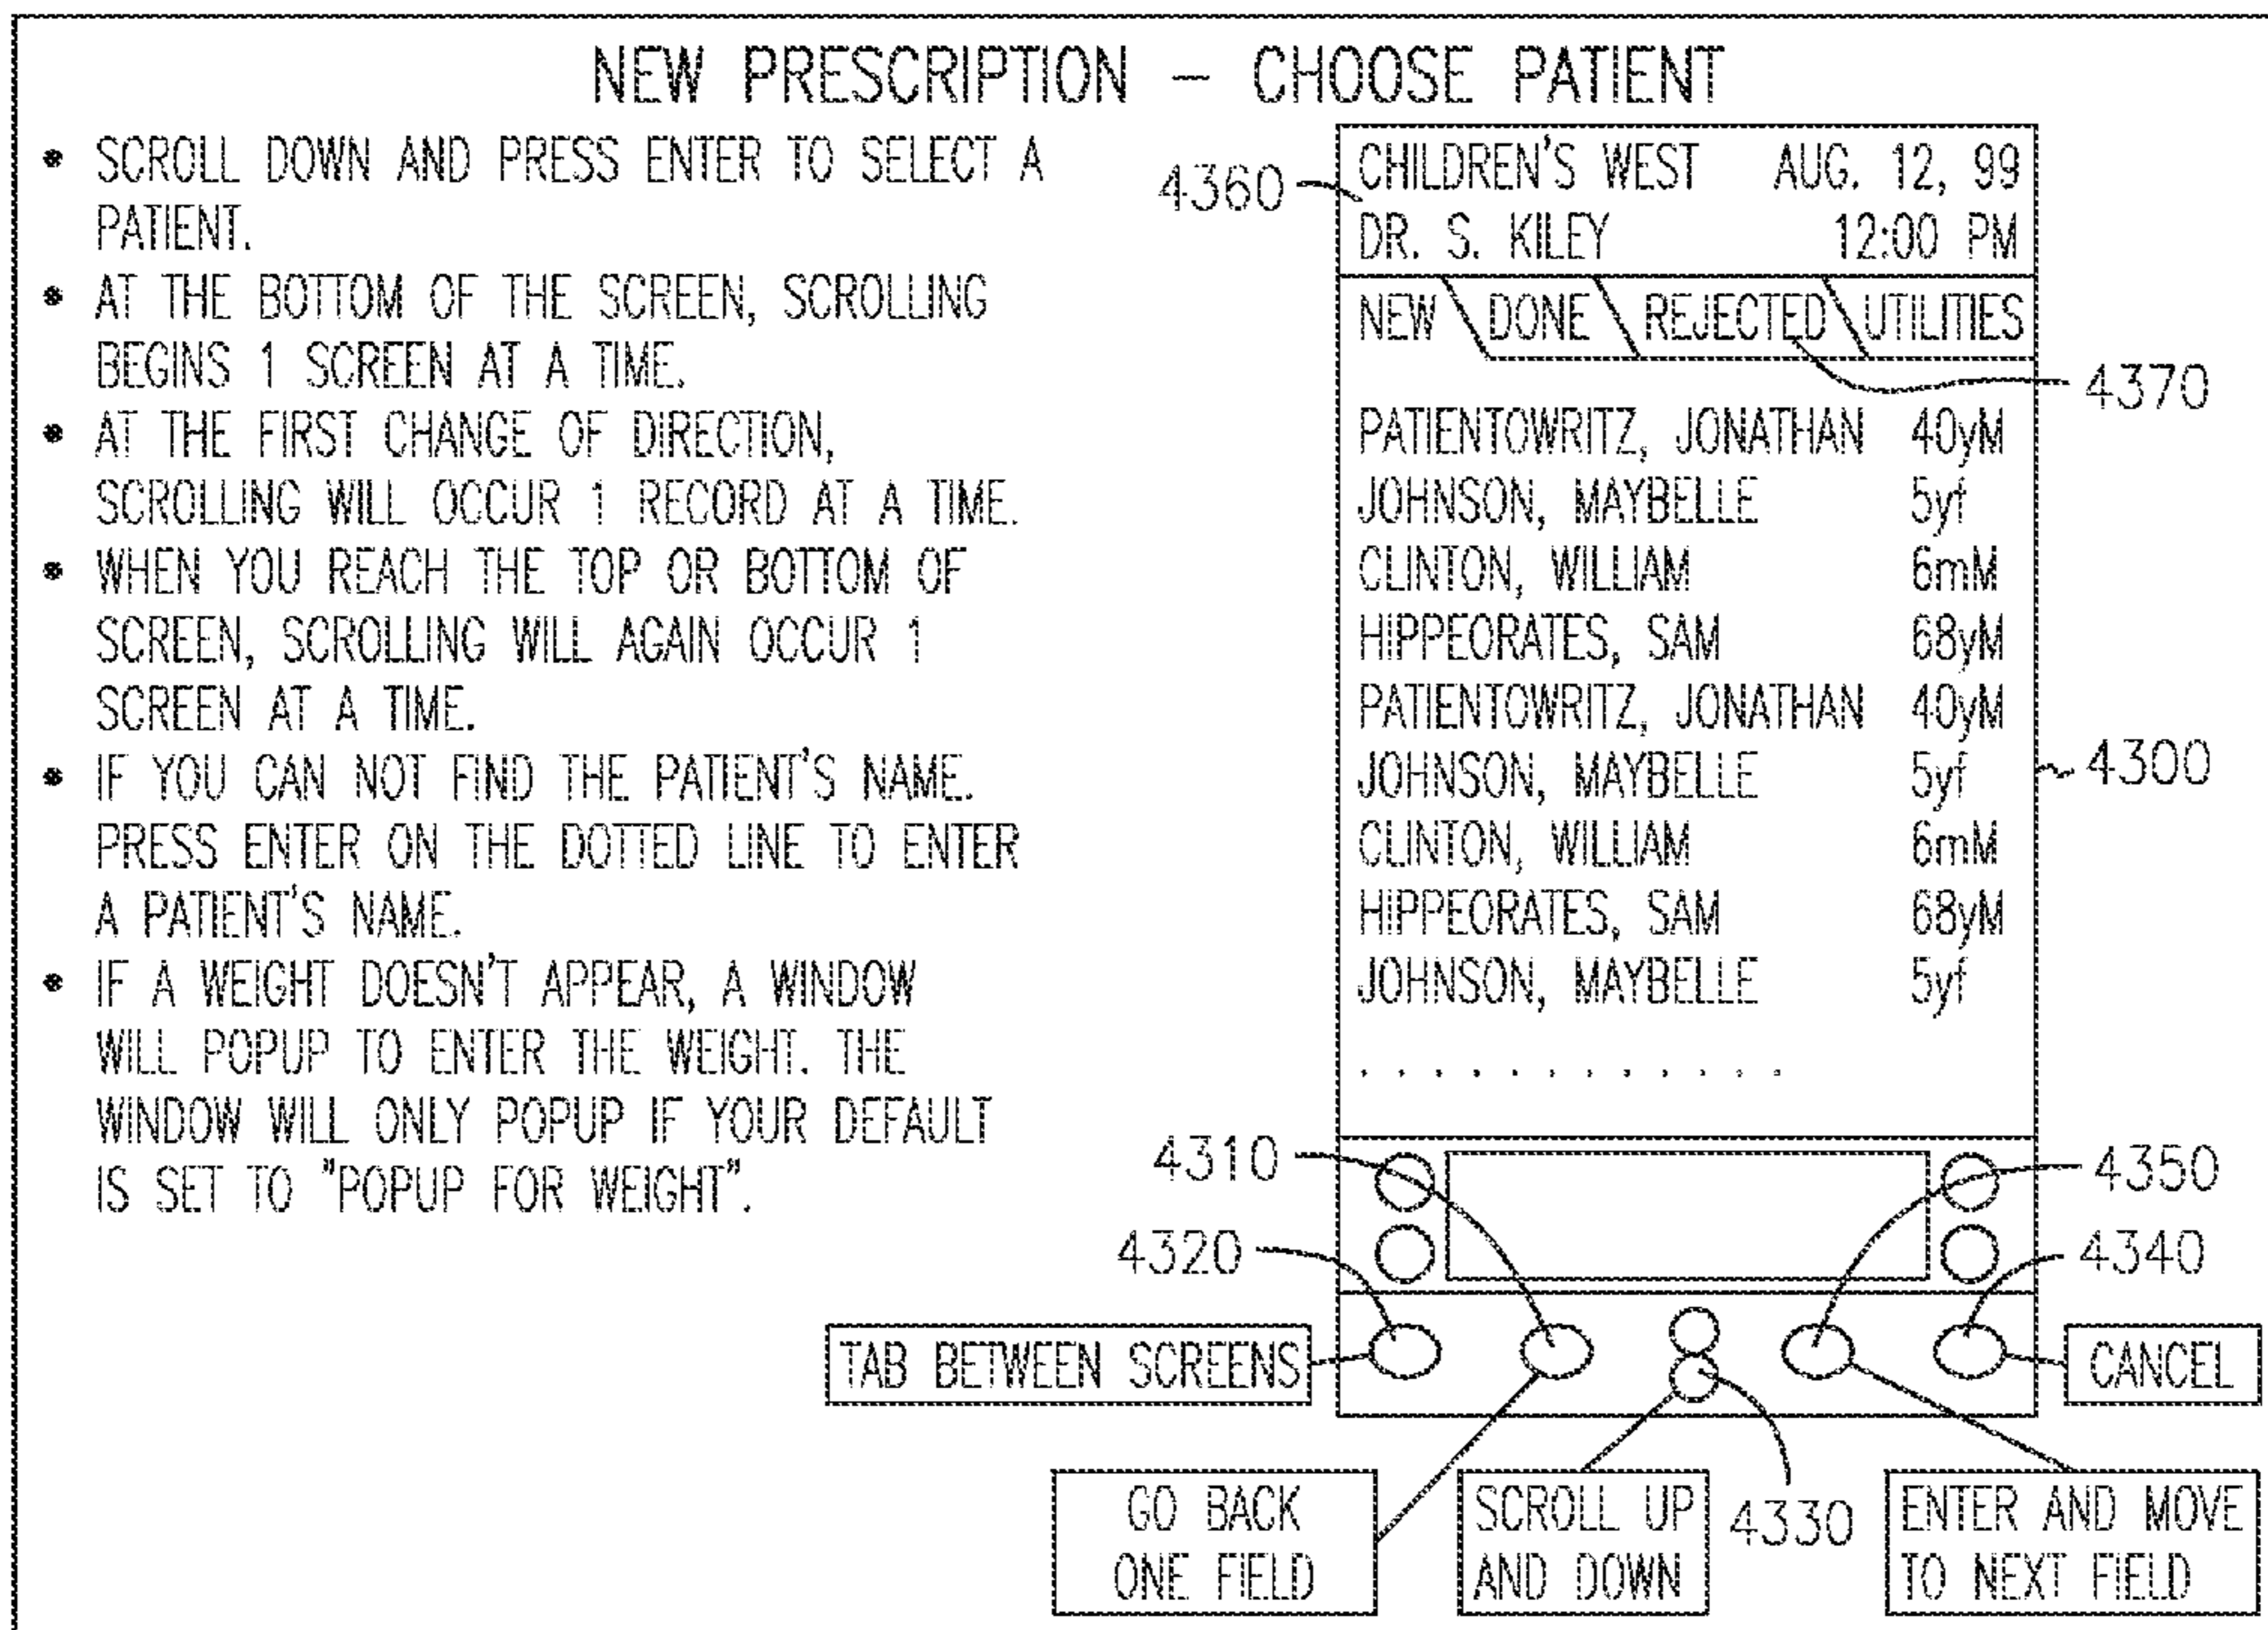 NEW PRESCRIPTION – CHOOSE PATIENT
• SCROLL DOWN AND PRESS ENTER TO SELECT A
PATIENT.
• AT THE BOTTOM OF THE SCREEN, SCROLLING
BEGINS 1 SCREEN AT A TIME.
• AT THE FIRST CHANGE OF DIRECTION,
SCROLLING WILL OCCUR 1 RECORD AT A TIME.
• WHEN YOU REACH THE TOP OR BOTTOM OF
SCREEN, SCROLLING WILL AGAIN OCCUR 1
SCREEN AT A TIME.
• IF YOU CAN NOT FIND THE PATIENT'S NAME.
PRESS ENTER ON THE DOTTED LINE TO ENTER
A PATIENT'S NAME.
• IF A WEIGHT DOESN'T APPEAR, A WINDOW
WILL POPUP TO ENTER THE WEIGHT. THE
WINDOW WILL ONLY POPUP IF YOUR DEFAULT
IS SET TO "POPUP FOR WEIGHT".
4360
CHILDREN'S WEST AUG. 12, 99
DR. S. KILEY 12:00 PM
NEW DONE REJECTED UTILITIES
4370
PATIENTOWRITZ, JONATHAN 40yM
JOHNSON, MAYBELLE 5yf
CLINTON, WILLIAM 6mM
HIPPEORATES, SAM 68yM
PATIENTOWRITZ, JONATHAN 40yM
JOHNSON, MAYBELLE 5yf
4300
CLINTON, WILLIAM 6mM
HIPPEORATES, SAM 68yM
JOHNSON, MAYBELLE 5yf
. . . . . . . . . . . .
4310
4350
4320
4340
TAB BETWEEN SCREENS
CANCEL
GO BACK
ONE FIELD
SCROLL UP
AND DOWN
4330
ENTER AND MOVE
TO NEXT FIELD